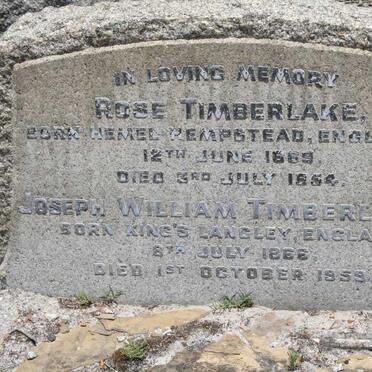 IN LOVING MEMORY
ROSE TIMBERLAKE.
BORN HEMEL HEMPSTEAD, ENGL
12TH JUNE 1869.
DIED 3RD JULY 1954.
JOSEPH WILLIAM TIMBERL
BORN KING'S LANGLEY, ENGLA
8TH JULY 1866.
DIED 1ST OCTOBER 1959